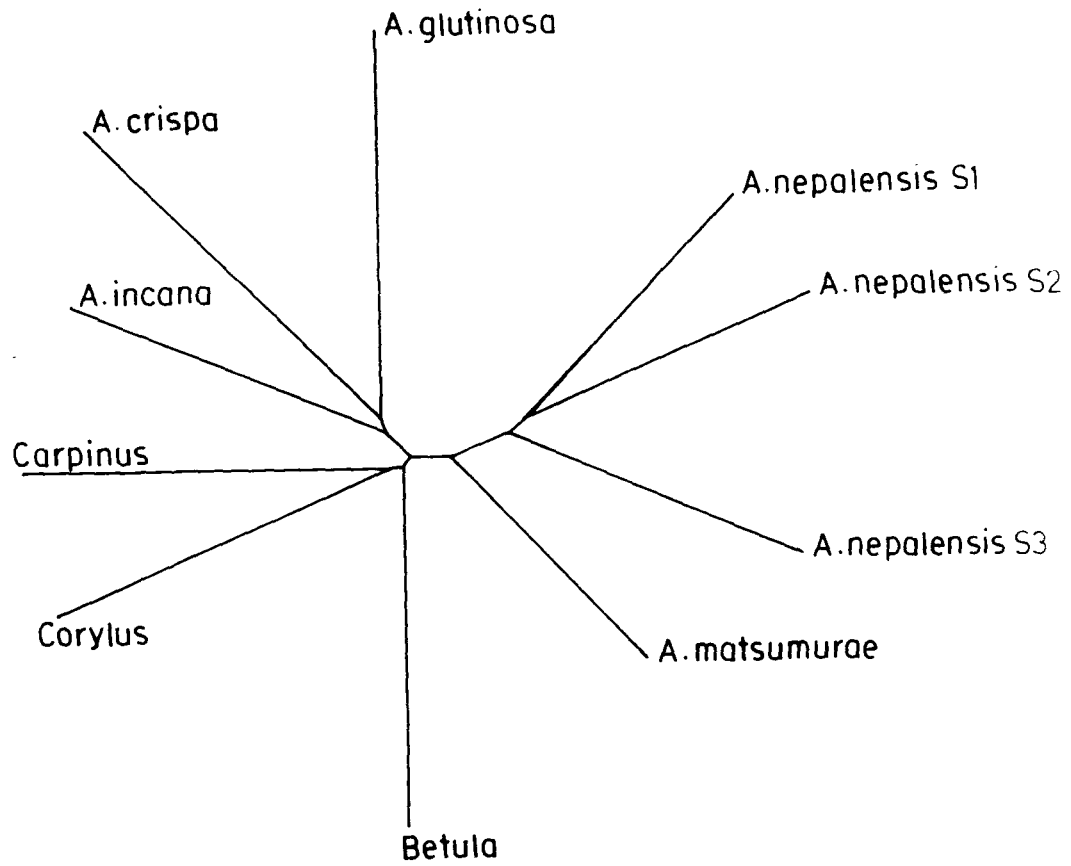 A. glutinosa
A. crispa
A. nepalensis S1
A. incana
A. nepalensis S2
Carpinus
A. nepalensis S3
Corylus
A. matsumurae
Betula